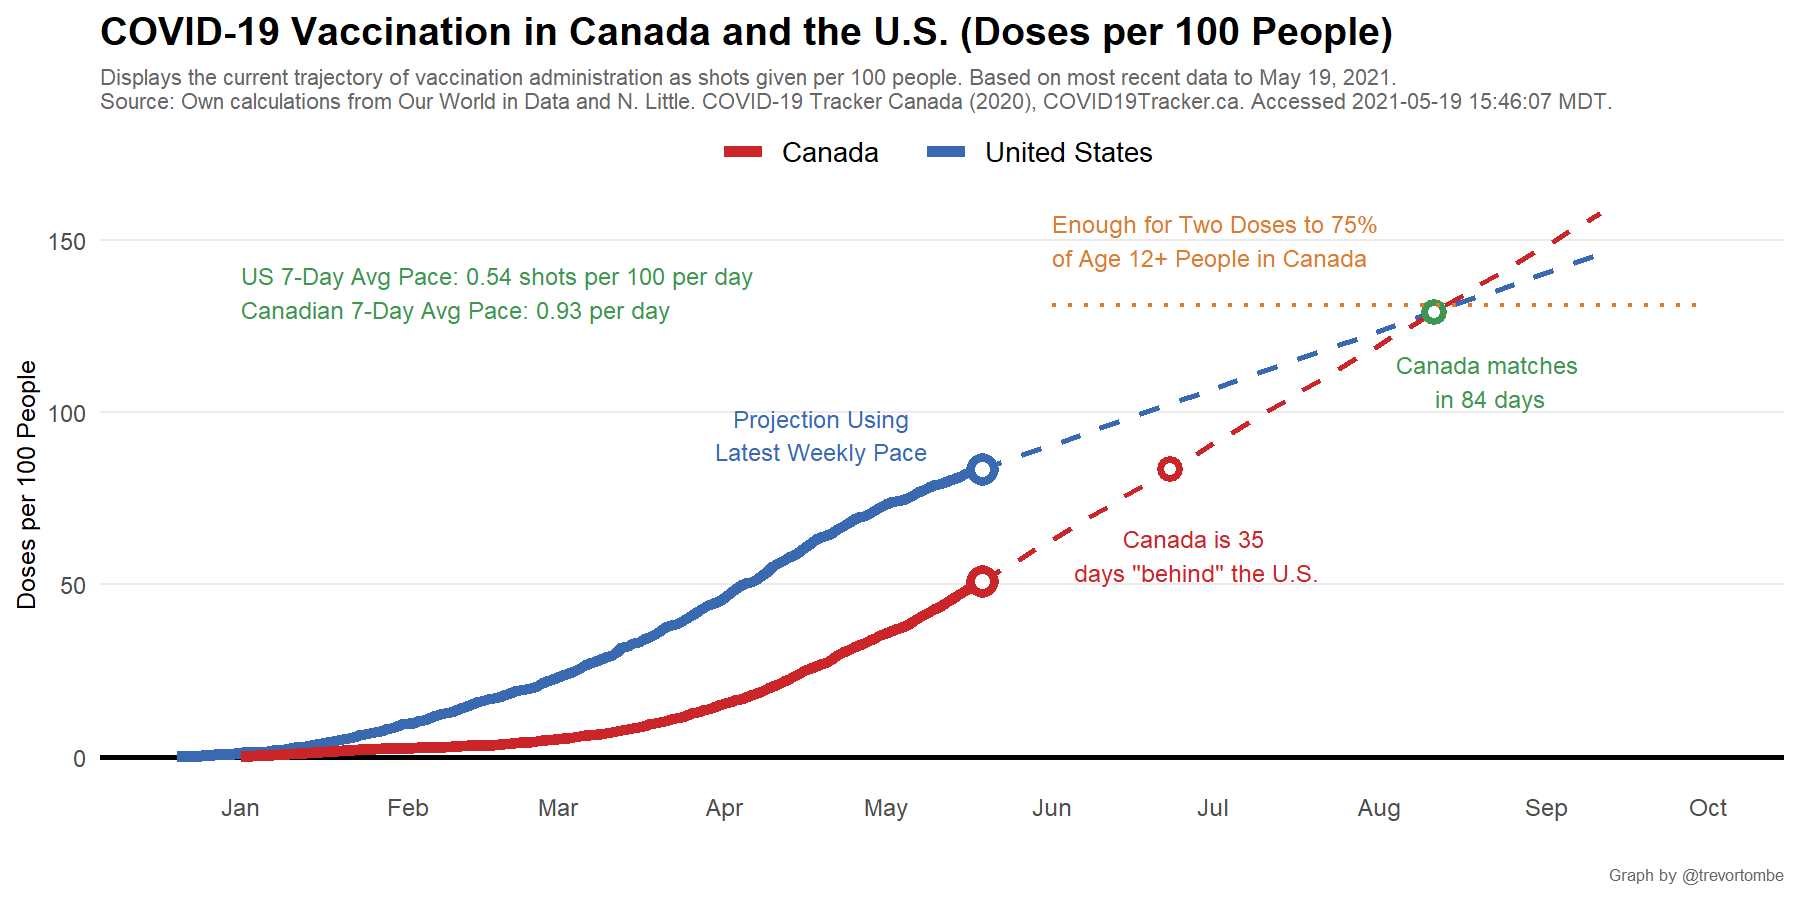 COVID-19 Vaccination in Canada and the U.S. (Doses per 100 People)
Displays the current trajectory of vaccination administration as shots given per 100 people. Based on most recent data to May 19, 2021.
Source: Own calculations from Our World in Data and N. Little. COVID-19 Tracker Canada (2020), COVID19Tracker.ca. Accessed 2021-05-19 15:46:07 MDT.
Canada
United States
Enough for Two Doses to 75%
of Age 12+ People in Canada
150
US 7-Day Avg Pace: 0.54 shots per 100 per day
Canadian 7-Day Avg Pace: 0.93 per day
Canada matches
in 84 days
100
Projection Using
Latest Weekly Pace
Doses per 100 People
Canada is 35
days "behind" the U.S.
50
0
Jan
Feb
Mar
Apr
May
Jun
Jul
Aug
Sep
Oct
Graph by @trevortombe